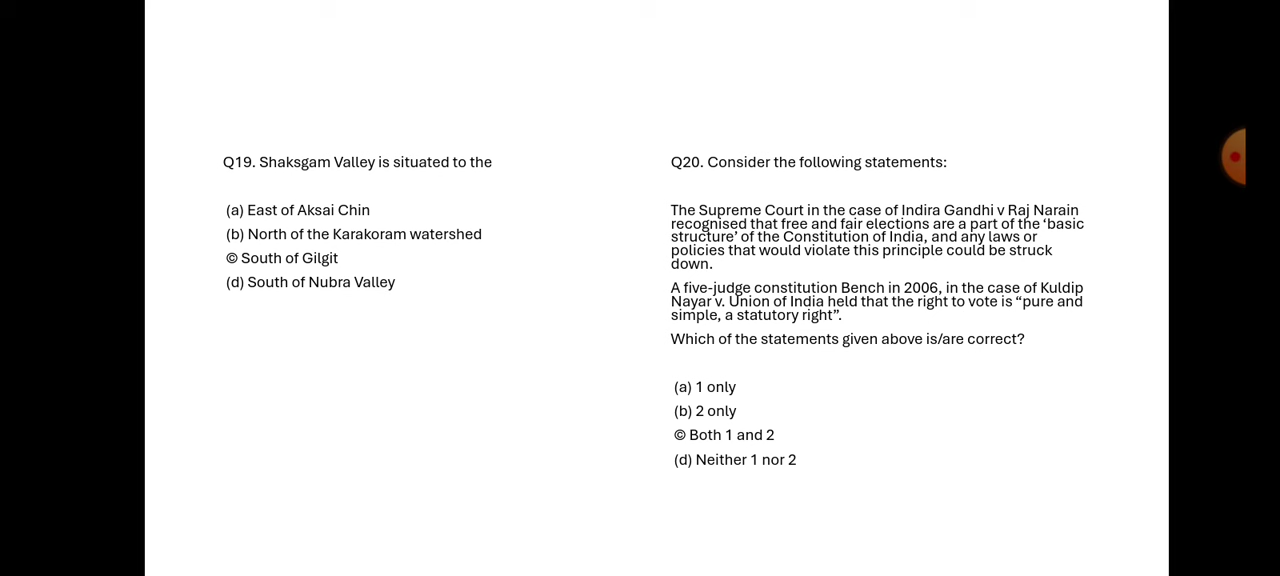 Q19. Shaksgam Valley is situated to the
(a) East of Aksai Chin
(b) North of the Karakoram watershed
© South of Gilgit
(d) South of Nubra Valley
Q20. Consider the following statements:
The Supreme Court in the case of Indira Gandhi v Raj Narain
recognised that free and fair elections are a part of the ‘basic
structure’ of the Constitution of India, and any laws or
policies that would violate this principle could be struck
down.
A five-judge constitution Bench in 2006, in the case of Kuldip
Nayar v. Union of India held that the right to vote is “pure and
simple, a statutory right”.
Which of the statements given above is/are correct?
(a) 1 only
(b) 2 only
© Both 1 and 2
(d) Neither 1 nor 2